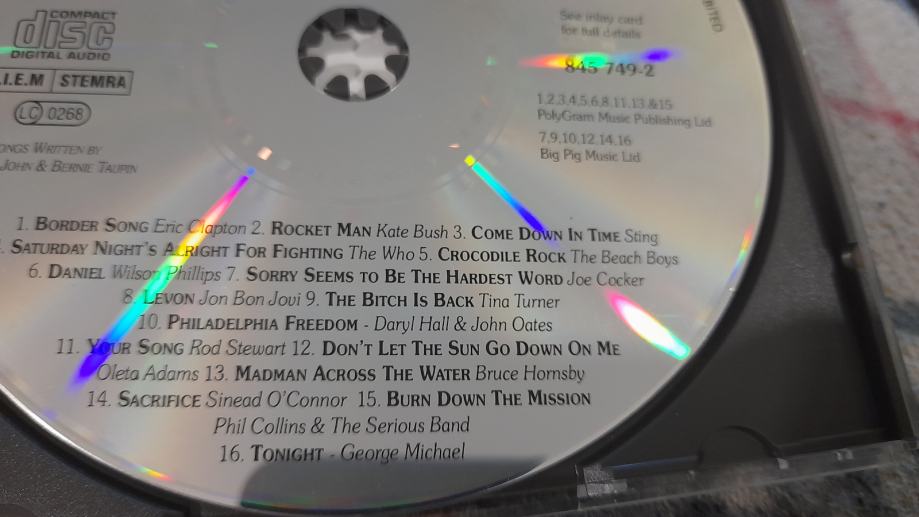 COMPACT
disc
DIGITAL AUDIO
.I.E.M STEMRA
LC 0268
ONGS WRITTEN BY
JOHN & BERNIE TAUPIN
BITED
See inlay card
for full details
845 749-2
1,2,3,4,5,6,8,11,13,&15
PolyGram Music Publishing Ltd
7,9,10,12,14,16
Big Pig Music Ltd
1. BORDER SONG Eric Clapton 2. ROCKET MAN Kate Bush 3. COME DOWN IN TIME Sting
. SATURDAY NIGHT'S ALRIGHT FOR FIGHTING The Who 5. CROCODILE ROCK The Beach Boys
6. DANIEL Wilson Phillips 7. SORRY SEEMS TO BE THE HARDEST WORD Joe Cocker
8. LEVON Jon Bon Jovi 9. THE BITCH IS BACK Tina Turner
10. PHILADELPHIA FREEDOM - Daryl Hall & John Oates
11. YOUR SONG Rod Stewart 12. DON'T LET THE SUN GO DOWN ON ME
Oleta Adams 13. MADMAN ACROSS THE WATER Bruce Hornsby
14. SACRIFICE Sinead O'Connor 15. BURN DOWN THE MISSION
Phil Collins & The Serious Band
16. TONIGHT - George Michael